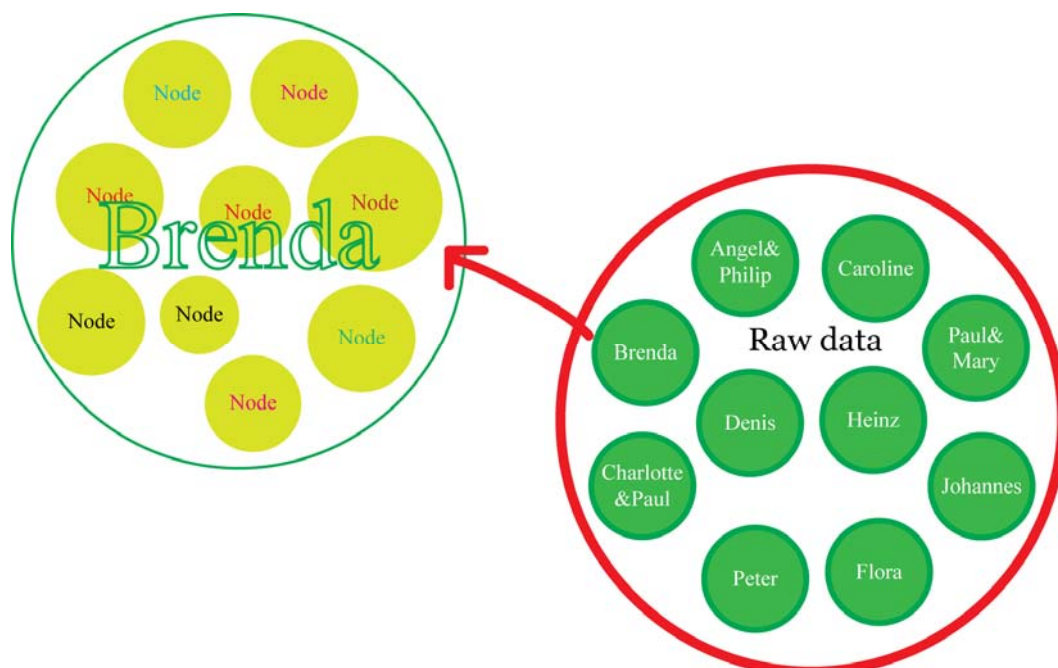 Node
Node
Node
Node
Node
Brenda
Node
Node
Node
Node
Raw data
Angel&
Philip
Caroline
Brenda
Paul&
Mary
Denis
Heinz
Charlotte
&Paul
Johannes
Peter
Flora